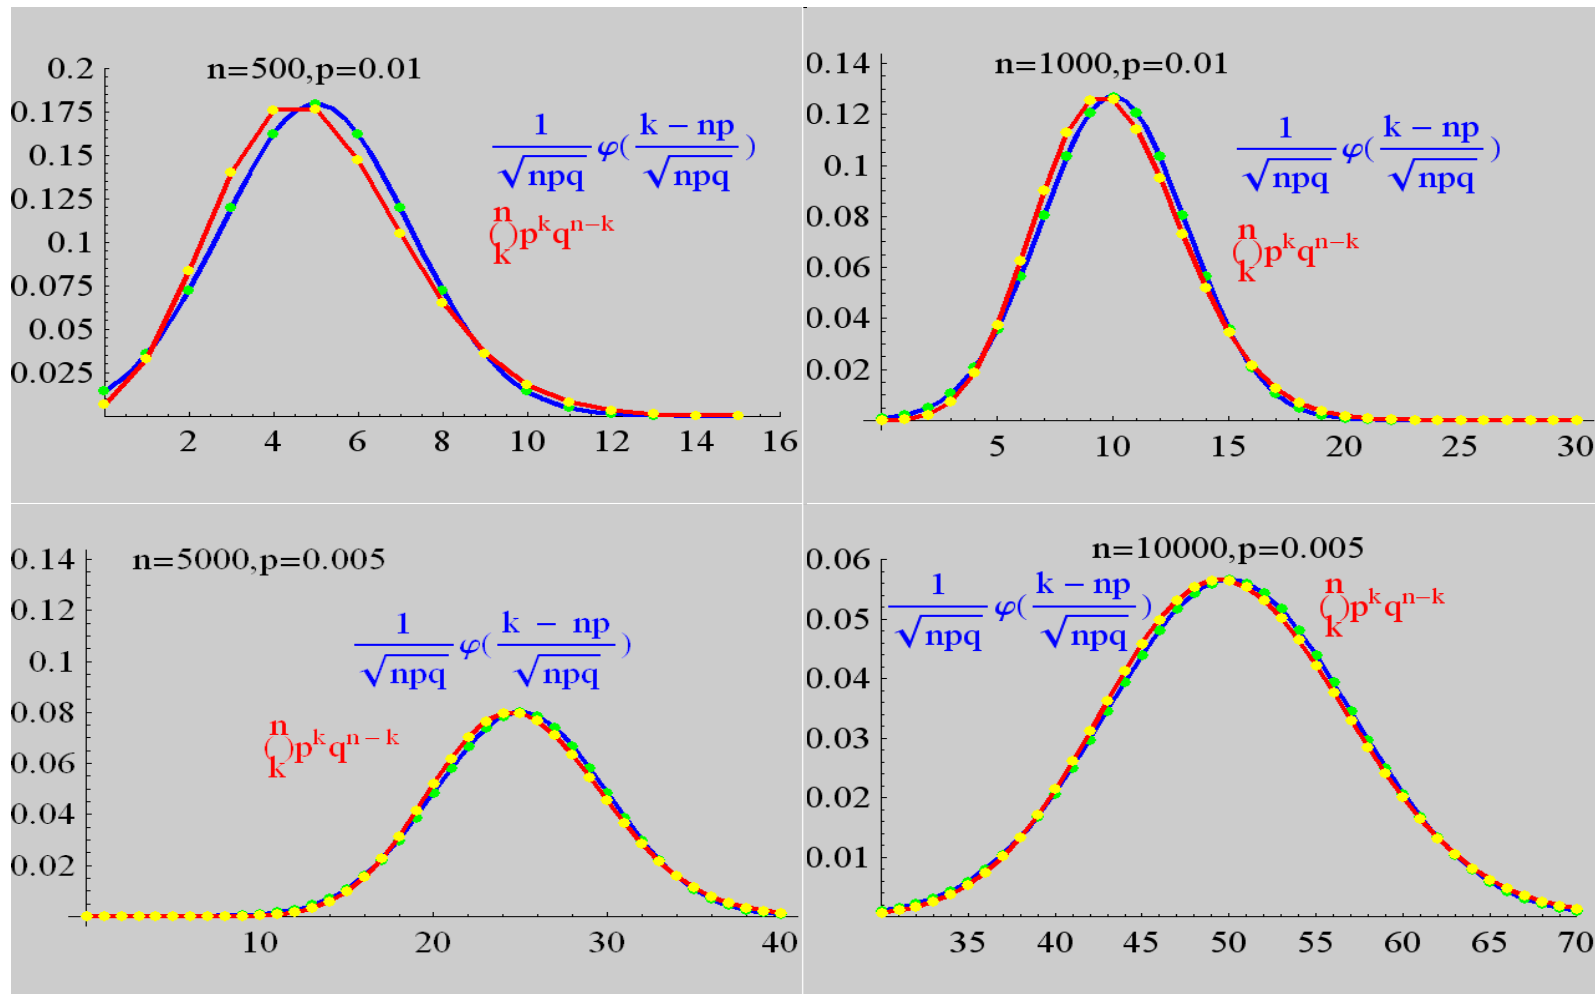 n=500,p=0.01
0.2
0.175
0.15
0.125
0.1
0.075
0.05
0.025
2 4 6 8 10 12 14 16
1/√npq φ(k − np/√npq)
(n k)p^k q^n−k
n=1000,p=0.01
0.14
0.12
0.1
0.08
0.06
0.04
0.02
5 10 15 20 25 30
1/√npq φ(k − np/√npq)
(n k)p^k q^n−k
n=5000,p=0.005
0.14
0.12
0.1
0.08
0.06
0.04
0.02
10 20 30 40
1/√npq φ(k − np/√npq)
(n k)p^k q^n−k
n=10000,p=0.005
0.06
0.05
0.04
0.03
0.02
0.01
35 40 45 50 55 60 65 70
1/√npq φ(k − np/√npq)
(n k)p^k q^n−k